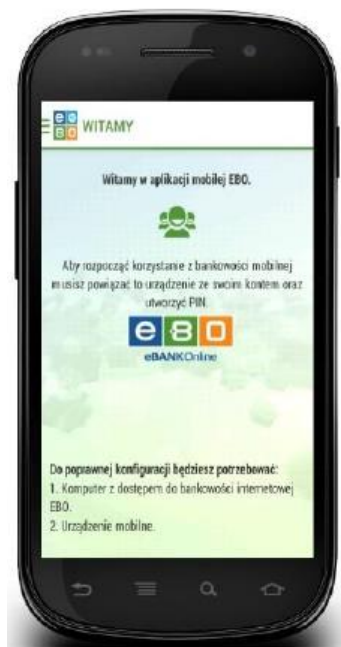 WITAMY
Witamy w aplikacji mobilej EBO.
Aby rozpocząć korzystanie z bankowości mobilnej
musisz powiązać to urządzenie ze swoim kontem oraz
utworzyć PIN.
eBO
eBANKOnline
Do poprawnej konfiguracji będziesz potrzebować:
1. Komputer z dostępem do bankowości internetowej
EBO.
2. Urządzenie mobilne.